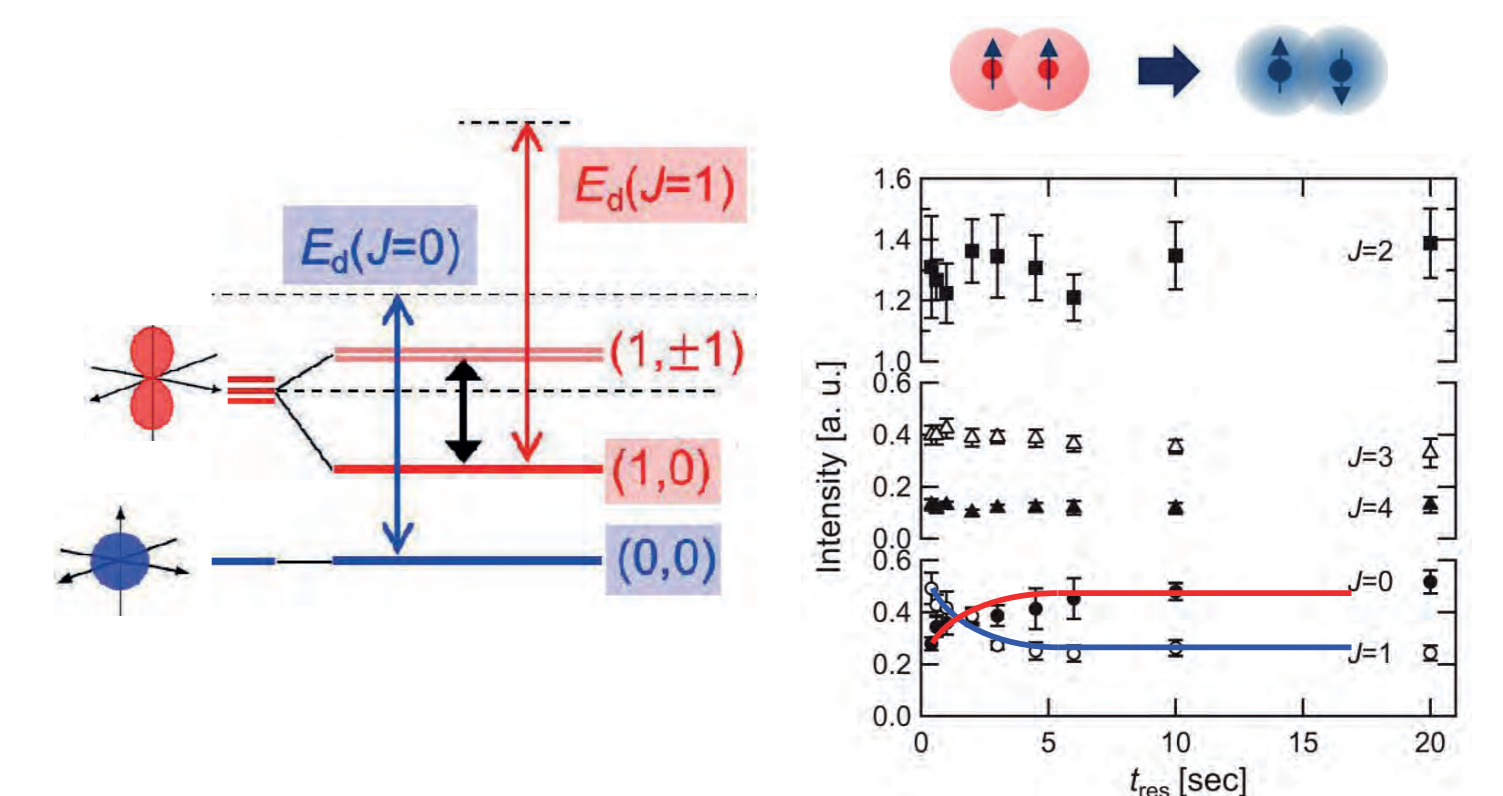 E_d(J=1)
E_d(J=0)
(1,±1)
(1,0)
(0,0)
1.6
1.4
J=2
1.2
1.0
0.6
0.4
J=3
0.2
J=4
0.0
0.6
J=0
0.4
J=1
0.2
0.0
0 5 10 15 20
t_res [sec]
Intensity [a. u.]